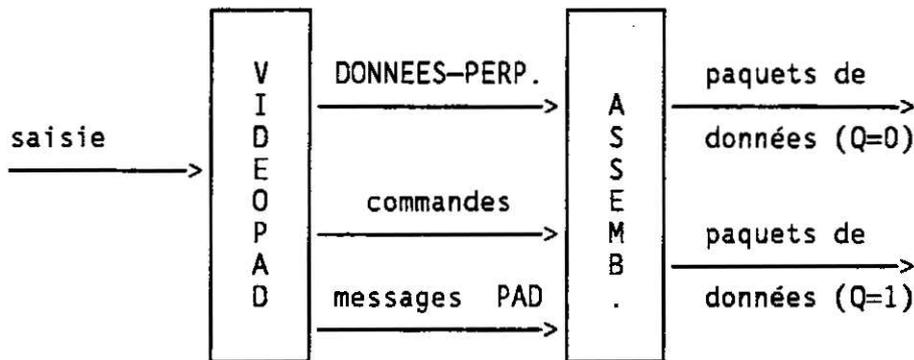 saisie
VIDEOPAD
DONNEES-PERP.
commandes
messages PAD
ASSEMB.
paquets de
données (Q=0)
paquets de
données (Q=1)